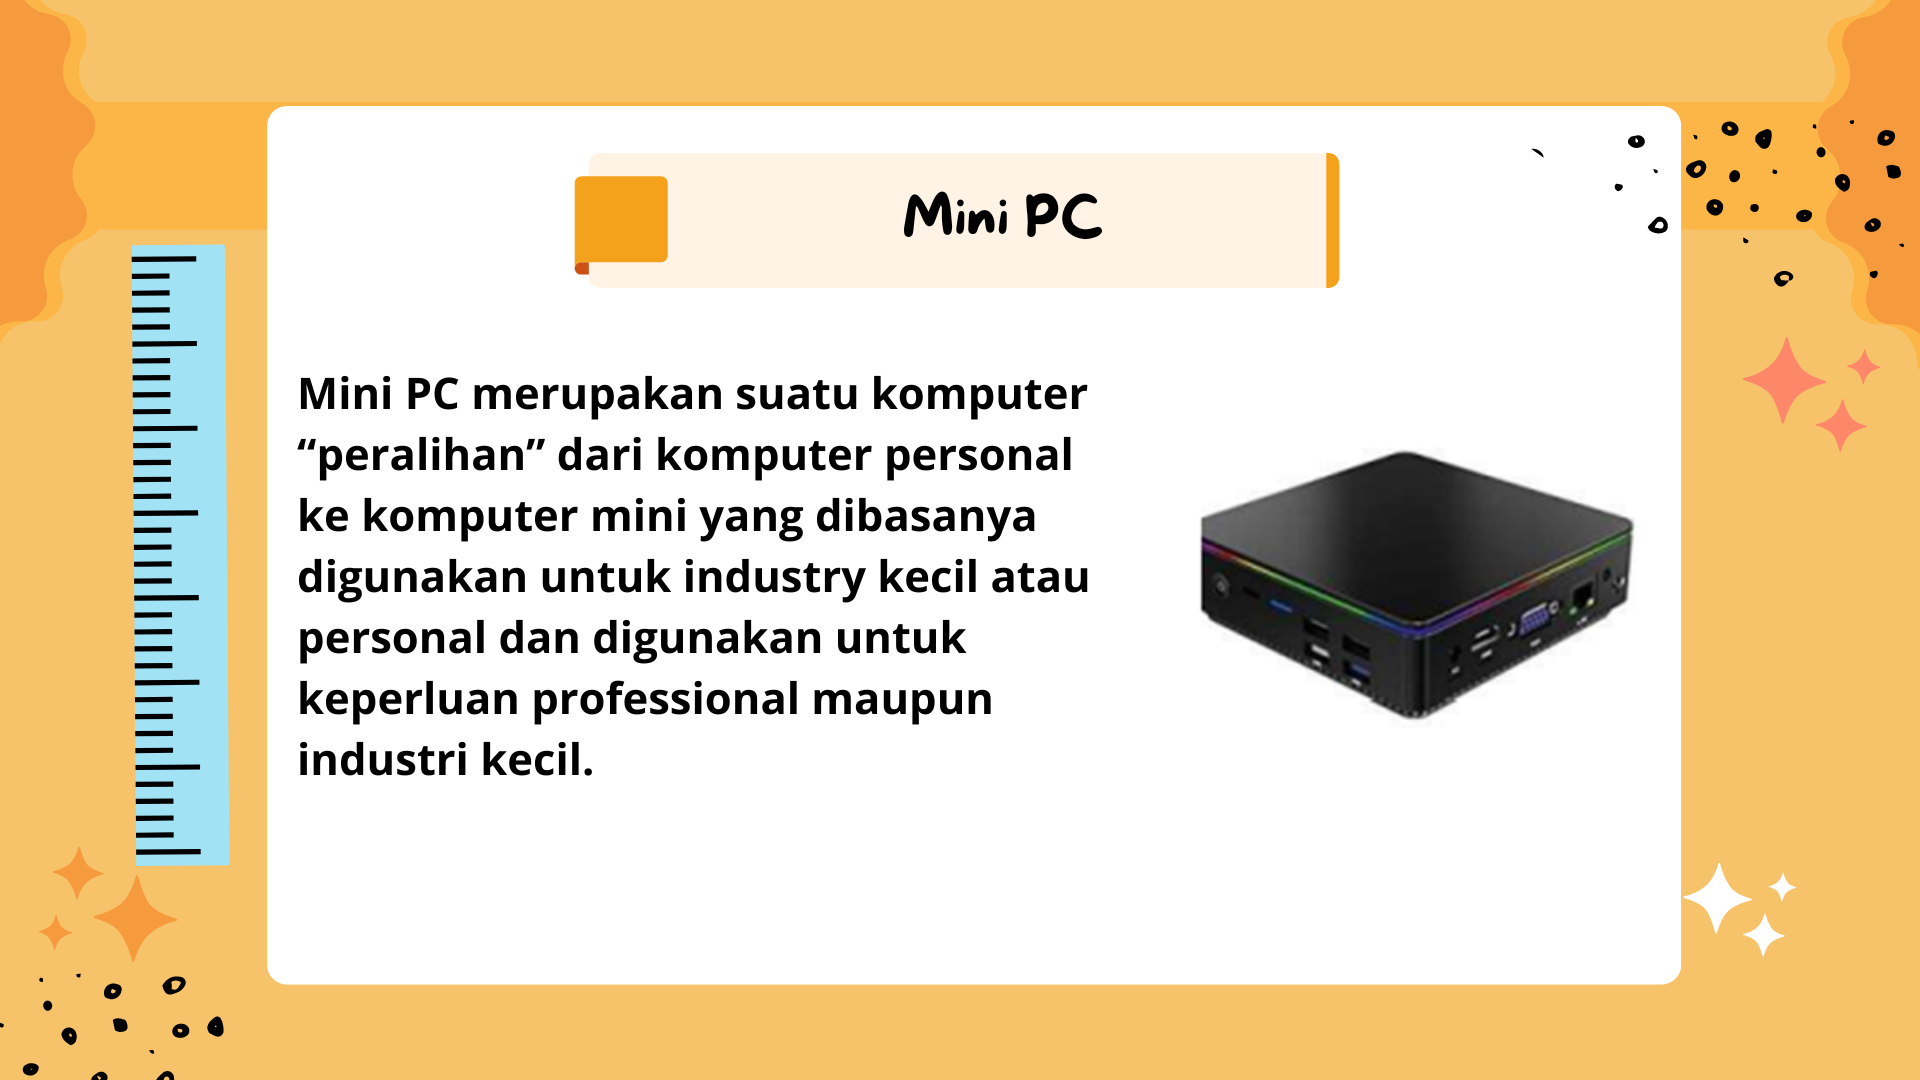 Mini PC
Mini PC merupakan suatu komputer
“peralihan” dari komputer personal
ke komputer mini yang dibasanya
digunakan untuk industry kecil atau
personal dan digunakan untuk
keperluan professional maupun
industri kecil.